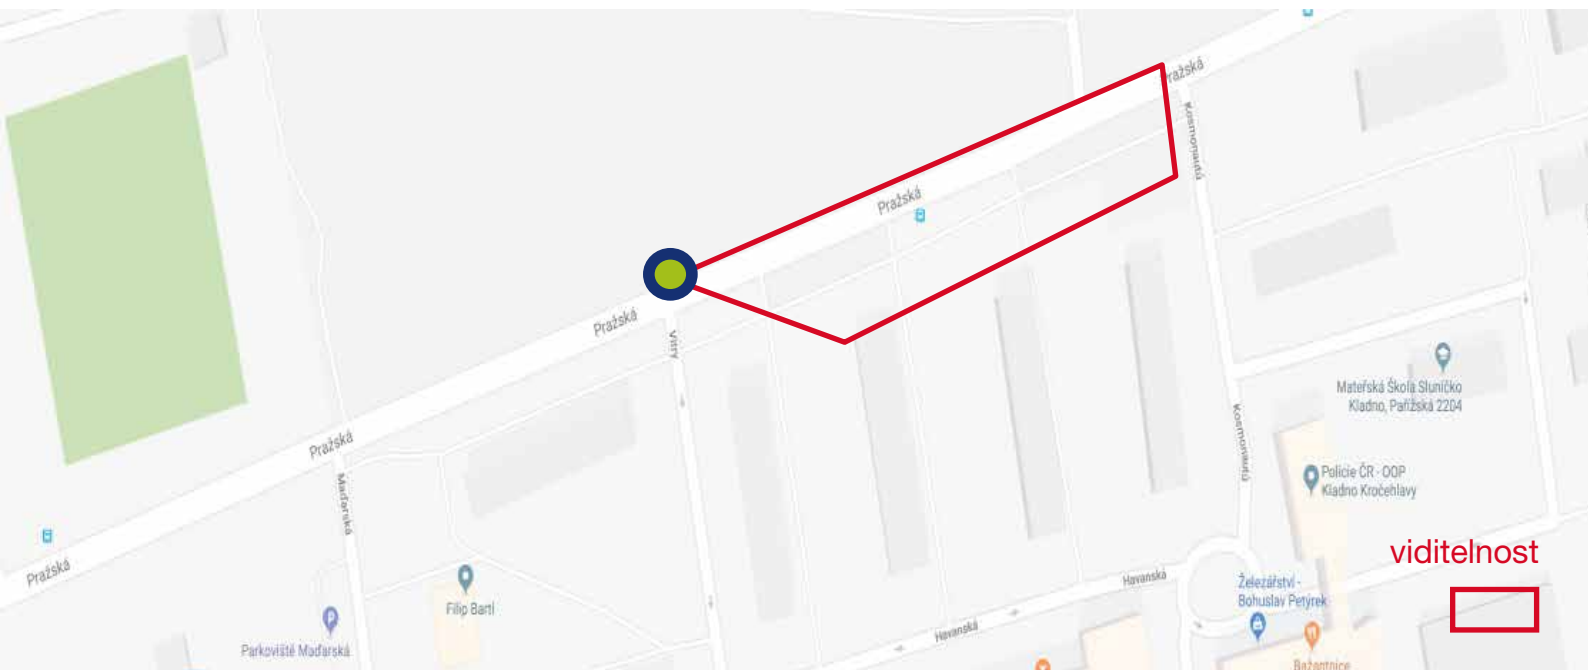 Pražská
Kosmonautů
Pražská
Pražská
Vítry
Mateřská Škola Sluníčko
Kladno, Pařížská 2204
Pražská
Kosmonautů
Policie ČR - OOP
Kladno Kročehlavy
Maďarská
viditelnost
Pražská
Havanská
Železářství -
Bohuslav Petýrek
Filip Bartl
Havanská
Parkoviště Maďarská
Bažantnice